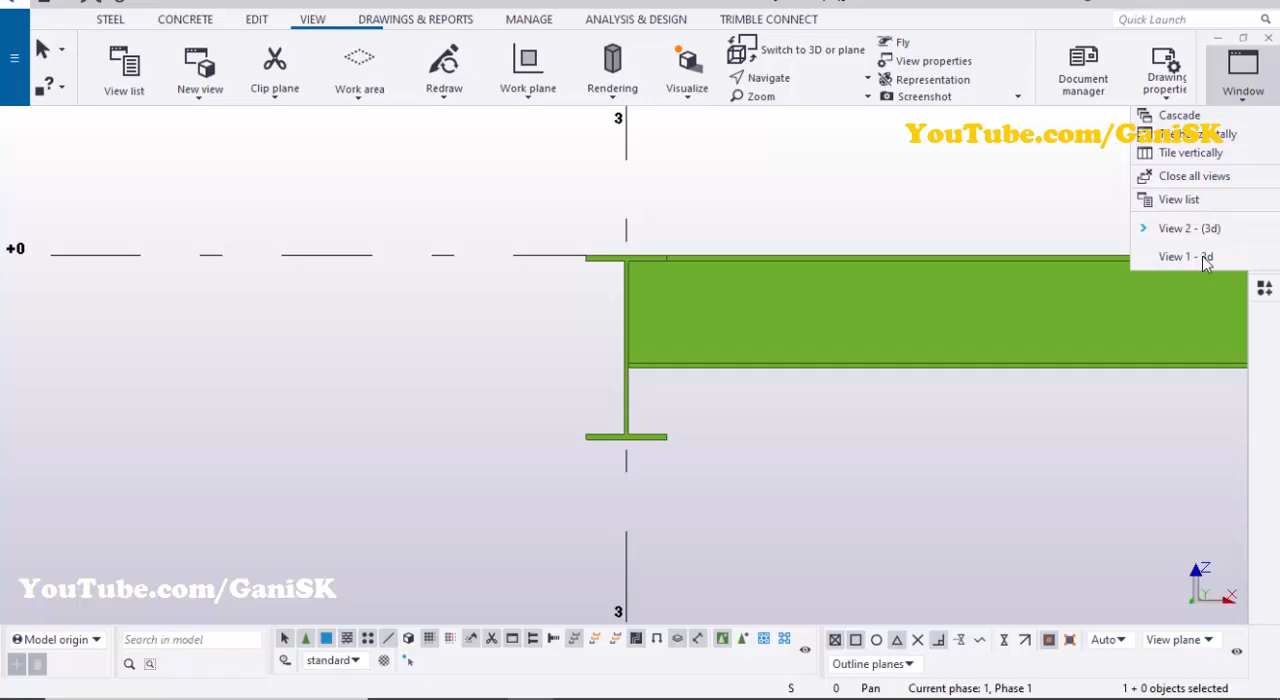 STEEL CONCRETE EDIT VIEW DRAWINGS & REPORTS MANAGE ANALYSIS & DESIGN TRIMBLE CONNECT Quick Launch
View list
New view
Clip plane
Work area
Redraw
Work plane
Rendering
Visualize
Switch to 3D or plane
Navigate
Zoom
Fly
View properties
Representation
Screenshot
Document
manager
Drawing
propertie
Window
Cascade
Tile vertically
Close all views
View list
View 2 - (3d)
View 1 -
YouTube.com/GaniSK
3
+0
3
Z
Y
X
YouTube.com/GaniSK
Model origin
Search in model
standard
Auto
View plane
Outline planes
S 0 Pan Current phase: 1, Phase 1 1 + 0 objects selected